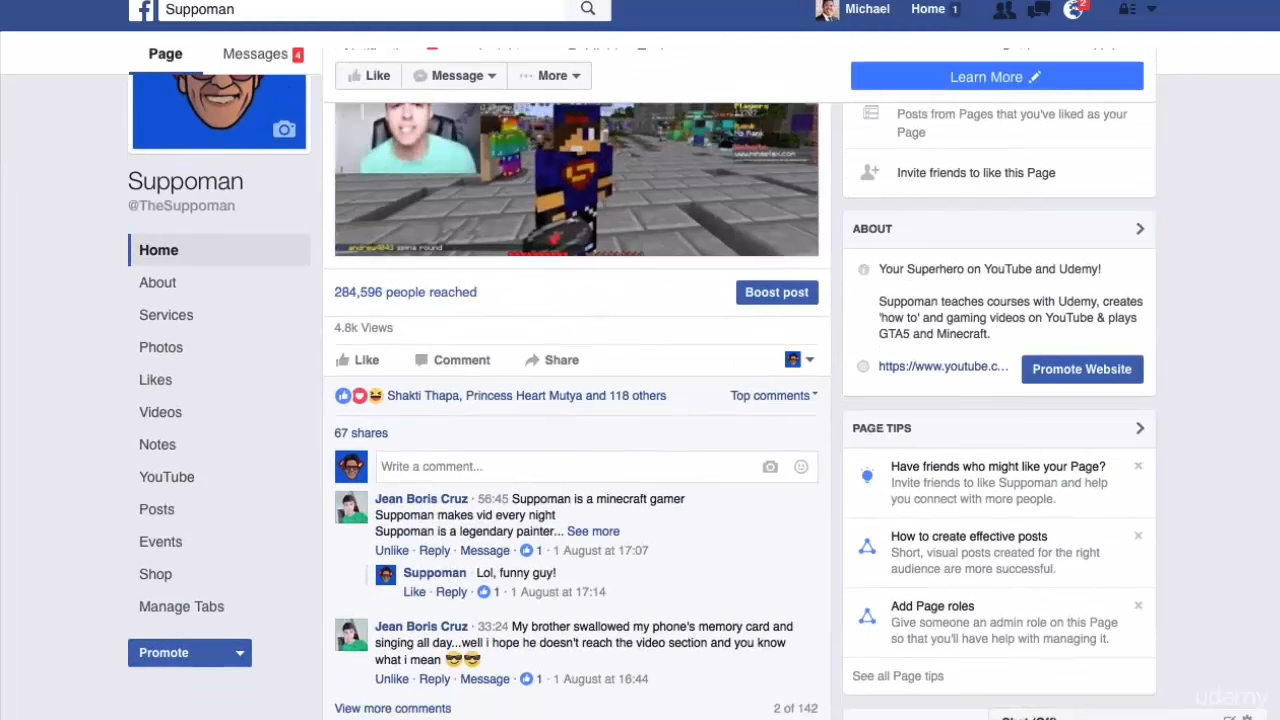 Suppoman
Michael
Home 1
2
Page
Messages 4
Like
Message
More
Learn More
Suppoman
@TheSuppoman
Home
About
Services
Photos
Likes
Videos
Notes
YouTube
Posts
Events
Shop
Manage Tabs
Promote
284,596 people reached
Boost post
4.8k Views
Like
Comment
Share
Shakti Thapa, Princess Heart Mutya and 118 others
Top comments
67 shares
Write a comment...
Jean Boris Cruz · 56:45 Suppoman is a minecraft gamer
Suppoman makes vid every night
Suppoman is a legendary painter... See more
Unlike · Reply · Message · 1 · 1 August at 17:07
Suppoman · Lol, funny guy!
Like · Reply · 1 · 1 August at 17:14
Jean Boris Cruz · 33:24 My brother swallowed my phone's memory card and
singing all day...well i hope he doesn't reach the video section and you know
what i mean 😎😎
Unlike · Reply · Message · 1 · 1 August at 16:44
View more comments
2 of 142
Posts from Pages that you've liked as your
Page
Invite friends to like this Page
ABOUT
Your Superhero on YouTube and Udemy!
Suppoman teaches courses with Udemy, creates
'how to' and gaming videos on YouTube & plays
GTA5 and Minecraft.
https://www.youtube.c...
Promote Website
PAGE TIPS
Have friends who might like your Page?
Invite friends to like Suppoman and help
you connect with more people.
How to create effective posts
Short, visual posts created for the right
audience are more successful.
Add Page roles
Give someone an admin role on this Page
so that you'll have help with managing it.
See all Page tips
udemy